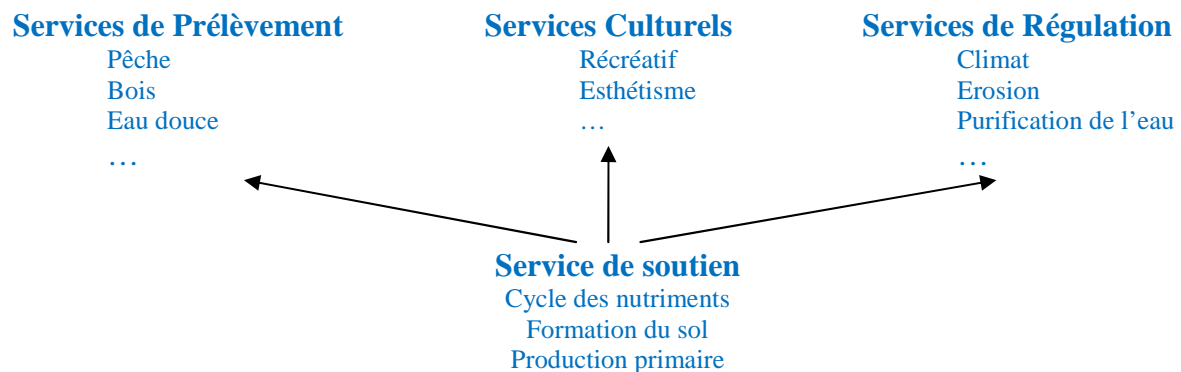 Services de Prélèvement
Pêche
Bois
Eau douce
…
Services Culturels
Récréatif
Esthétisme
…
Services de Régulation
Climat
Erosion
Purification de l’eau
…
Service de soutien
Cycle des nutriments
Formation du sol
Production primaire